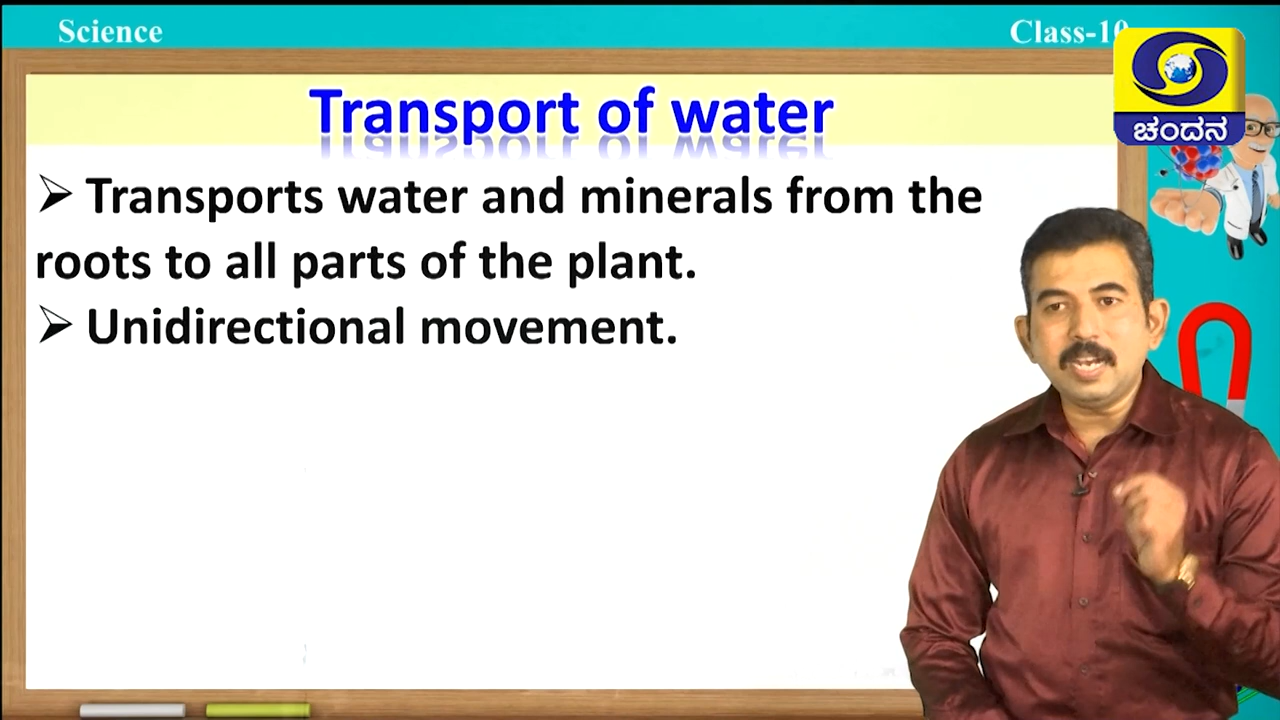 Science
Class-10
ಚಂದನ
Transport of water
➢ Transports water and minerals from the
roots to all parts of the plant.
➢ Unidirectional movement.